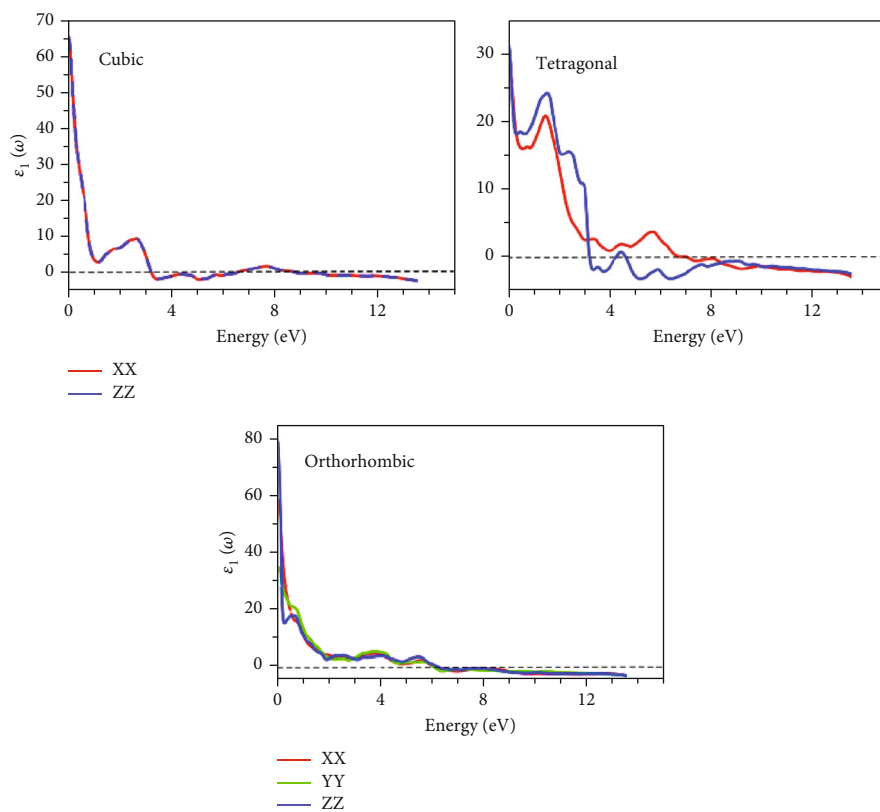 70
60
50
40
30
20
10
0
ε₁ (ω)
Cubic
0 4 8 12
Energy (eV)
XX
ZZ
30
20
10
0
Tetragonal
0 4 8 12
Energy (eV)
80
60
40
20
0
ε₁ (ω)
Orthorhombic
0 4 8 12
Energy (eV)
XX
YY
ZZ